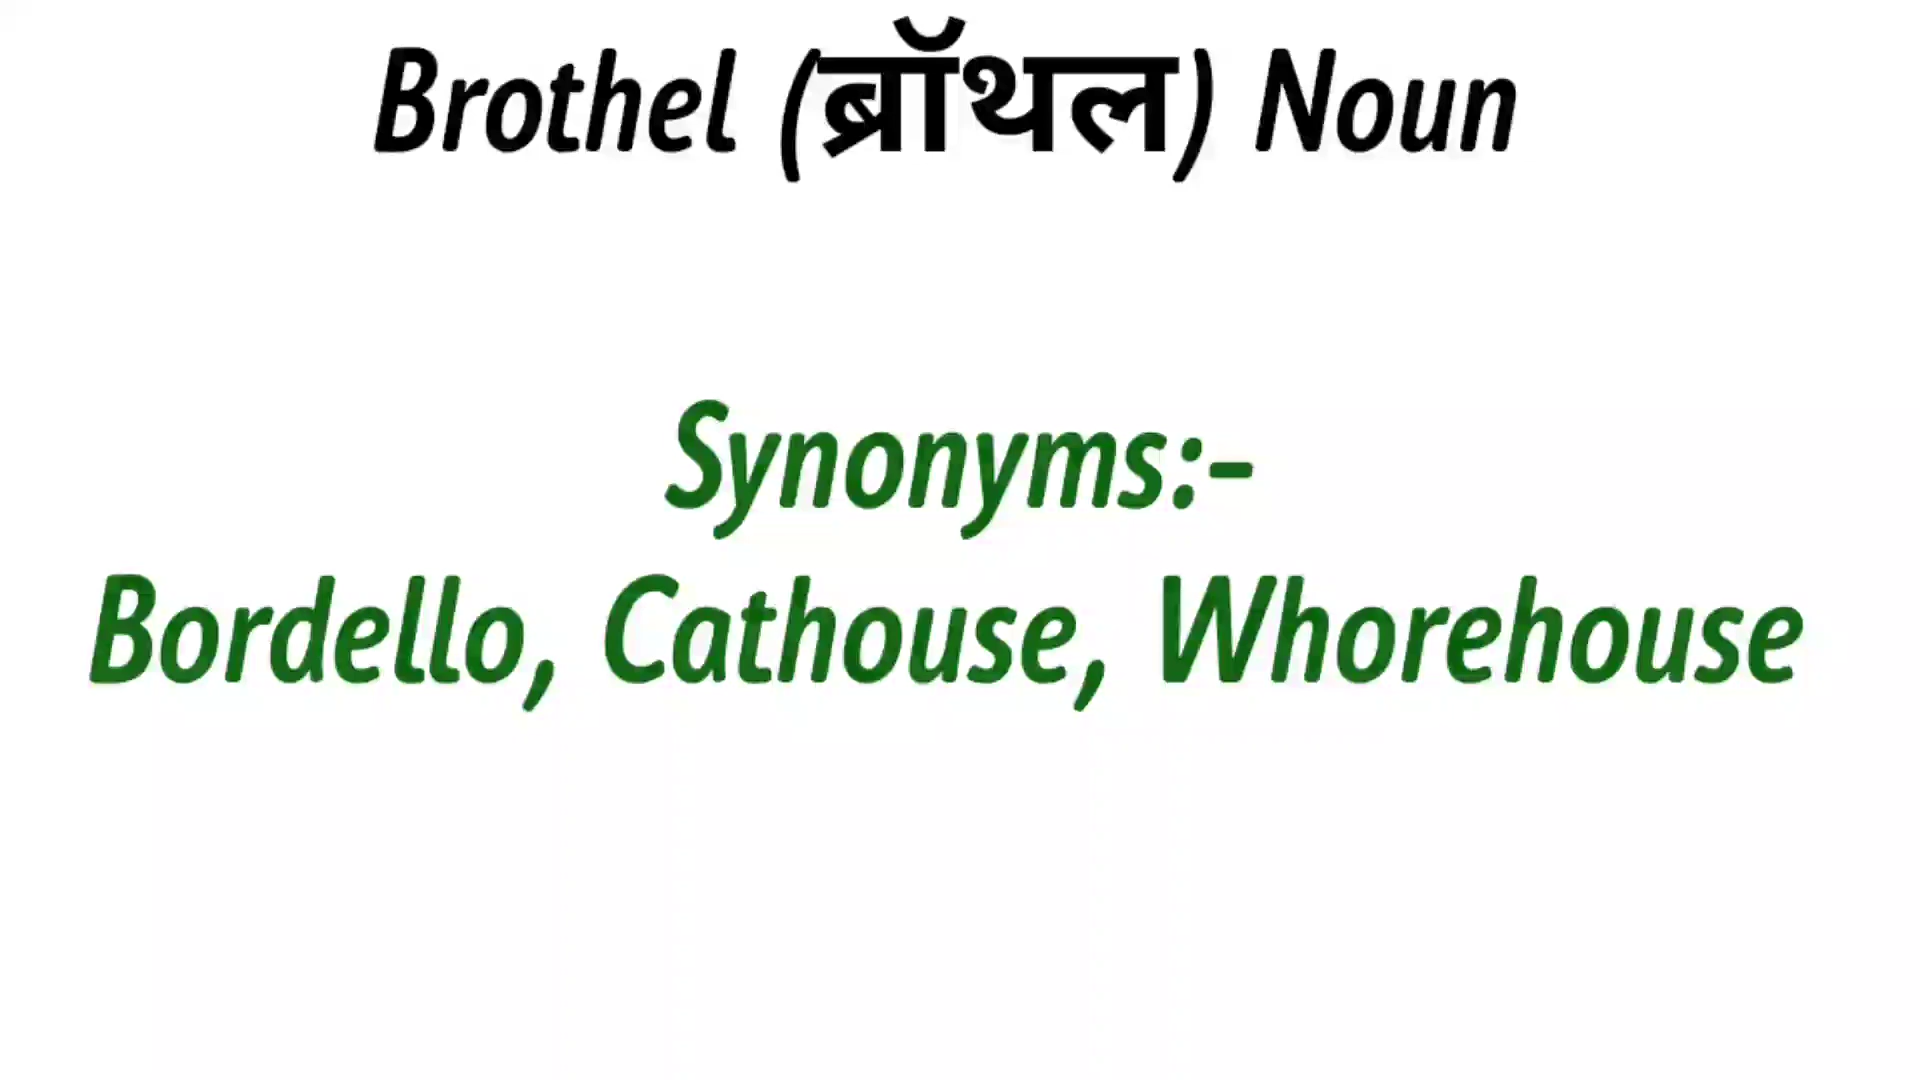 Brothel (ब्रॉथल) Noun
Synonyms:-
Bordello, Cathouse, Whorehouse